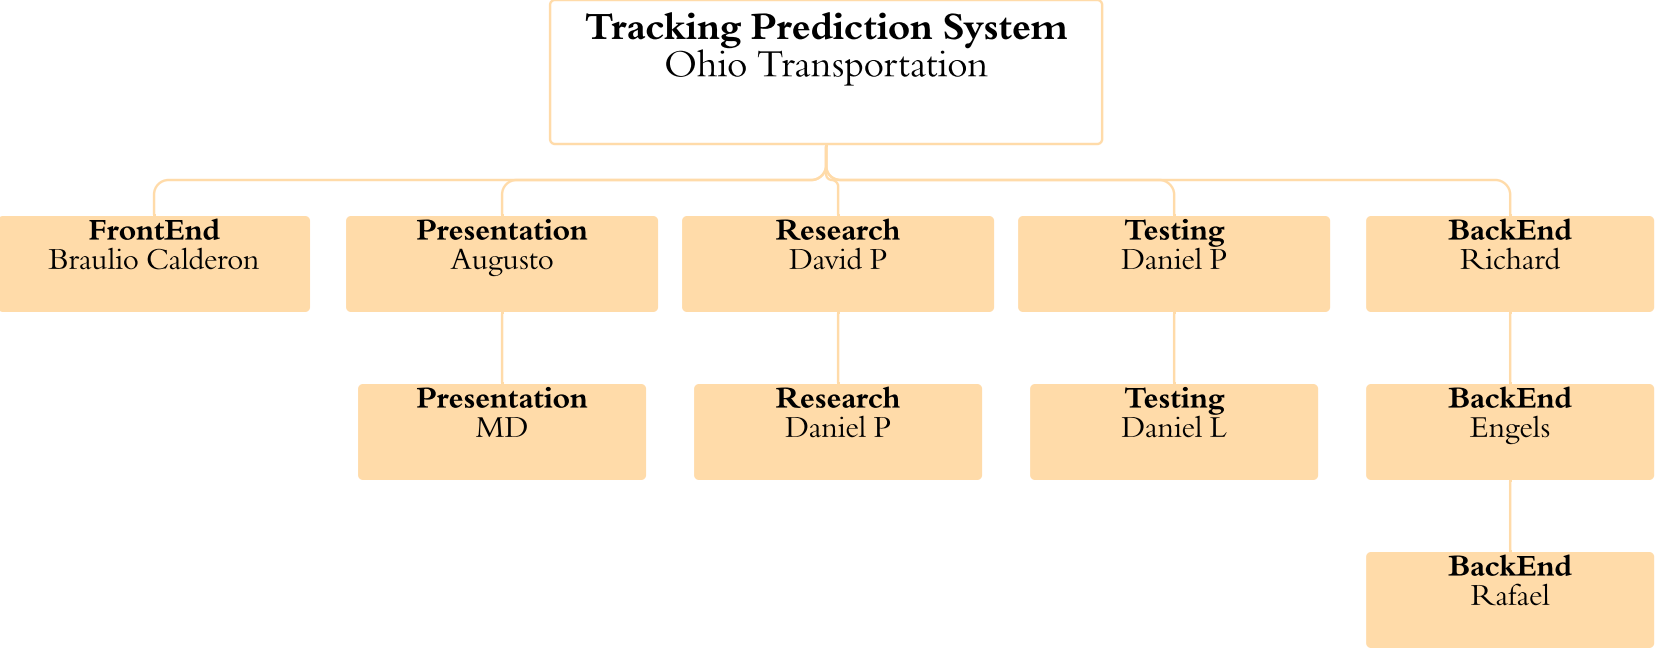 Tracking Prediction System
Ohio Transportation
FrontEnd
Braulio Calderon
Presentation
Augusto
Research
David P
Testing
Daniel P
BackEnd
Richard
Presentation
MD
Research
Daniel P
Testing
Daniel L
BackEnd
Engels
BackEnd
Rafael